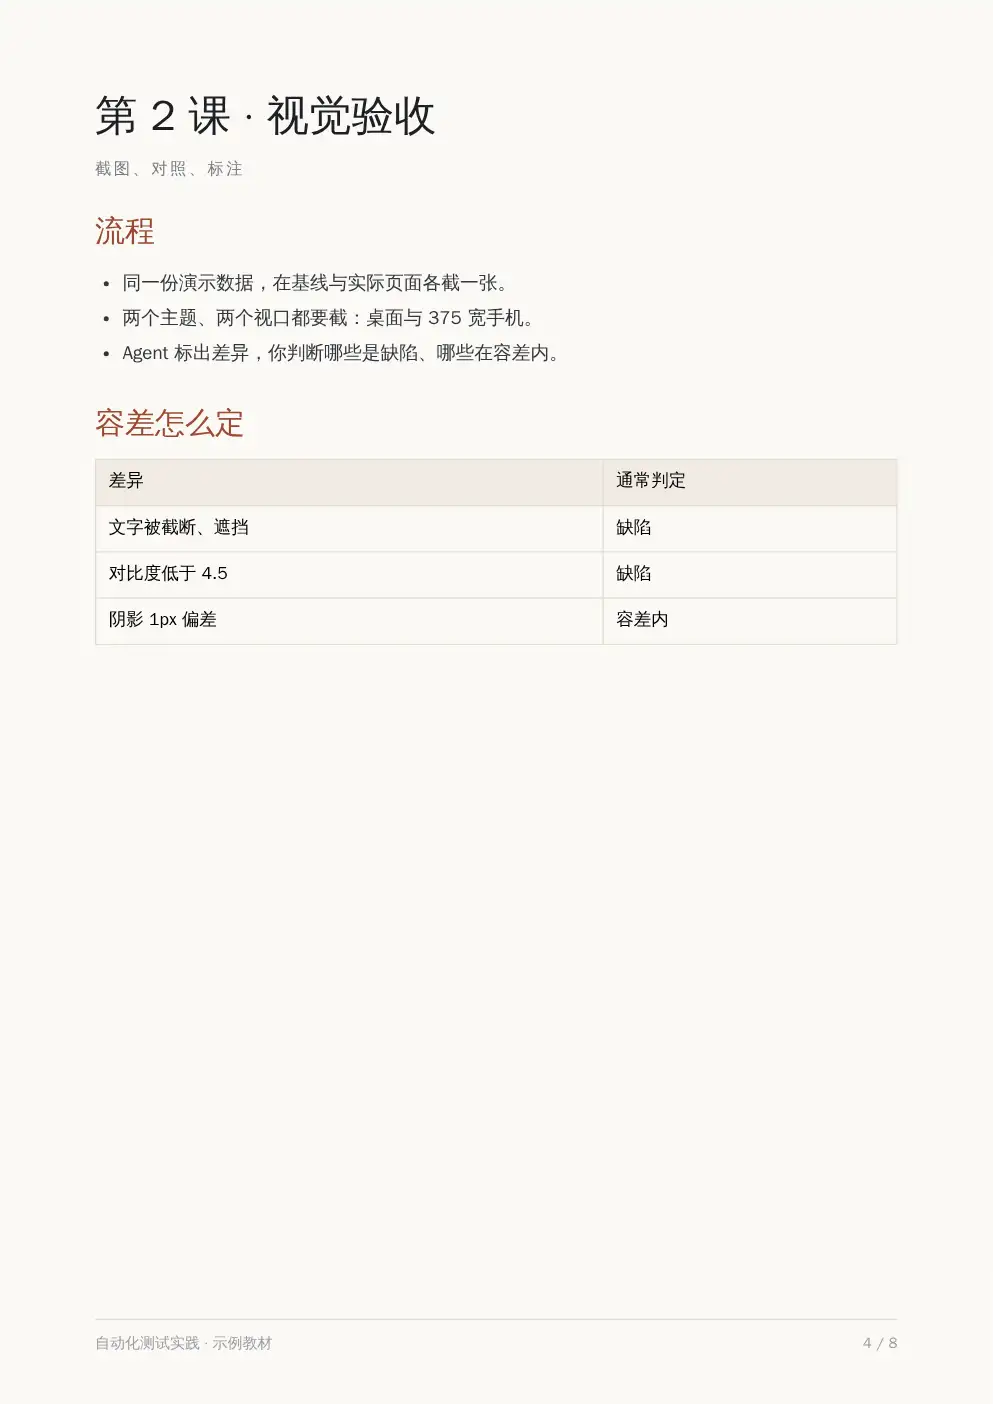 第 2 课 · 视觉验收
截图、对照、标注
流程
• 同一份演示数据，在基线与实际页面各截一张。
• 两个主题、两个视口都要截：桌面与 375 宽手机。
• Agent 标出差异，你判断哪些是缺陷、哪些在容差内。
容差怎么定
差异 通常判定
文字被截断、遮挡 缺陷
对比度低于 4.5 缺陷
阴影 1px 偏差 容差内
自动化测试实践 · 示例教材 4 / 8